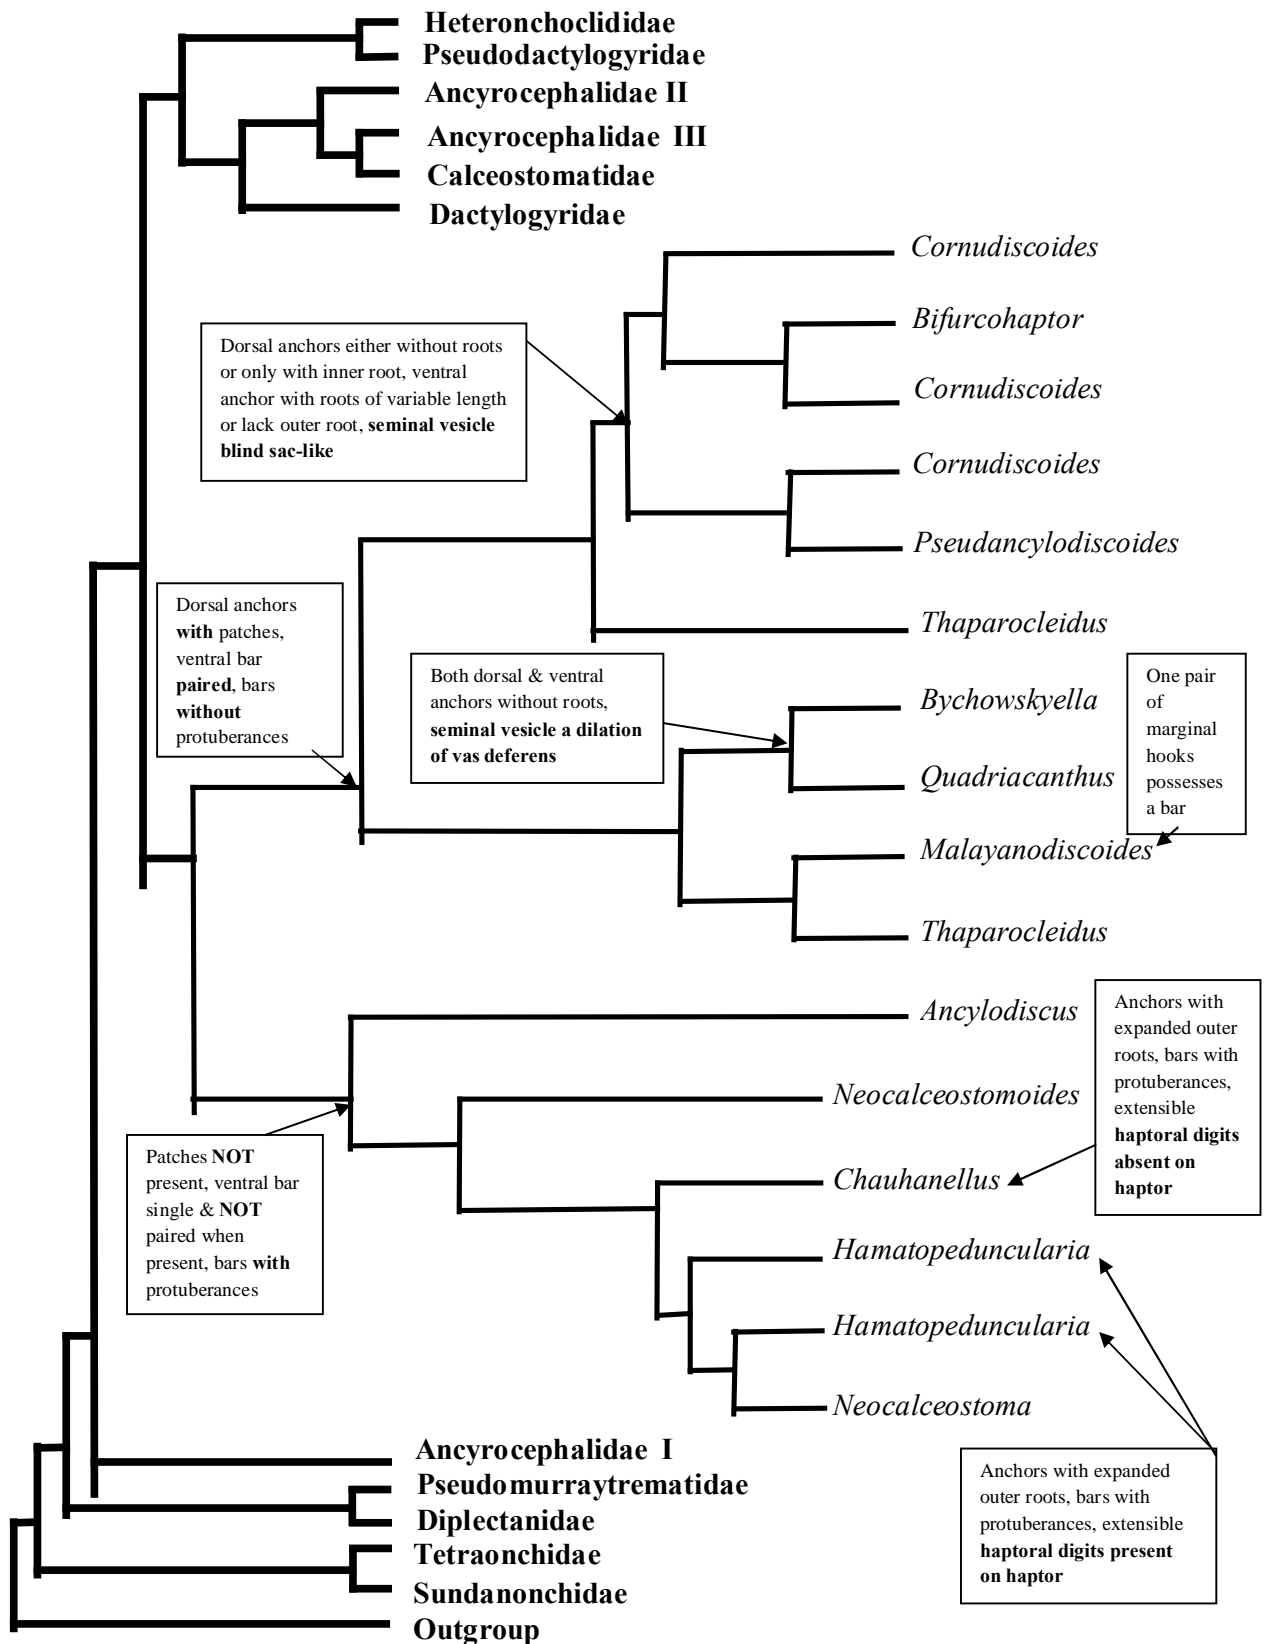 Heteronchoclididae
Pseudodactylogyridae
Ancyrocephalidae II
Ancyrocephalidae III
Calceostomatidae
Dactylogyridae
Cornudiscoides
Bifurcohaptor
Cornudiscoides
Cornudiscoides
Pseudancylodiscoides
Thaparocleidus
Bychowskyella
Quadriacanthus
Malayanodiscoides
Thaparocleidus
Ancylodiscus
Neocalceostomoides
Chauhanellus
Hamatopeduncularia
Hamatopeduncularia
Neocalceostoma
Ancyrocephalidae I
Pseudomurraytrematidae
Diplectanidae
Tetraonchidae
Sundanonchidae
Outgroup
Dorsal anchors either without roots
or only with inner root, ventral
anchor with roots of variable length
or lack outer root, seminal vesicle
blind sac-like
Dorsal anchors
with patches,
ventral bar
paired, bars
without
protuberances
Both dorsal & ventral
anchors without roots,
seminal vesicle a dilation
of vas deferens
One pair
of
marginal
hooks
possesses
a bar
Patches NOT
present, ventral bar
single & NOT
paired when
present, bars with
protuberances
Anchors with
expanded outer
roots, bars with
protuberances,
extensible
haptoral digits
absent on
haptor
Anchors with expanded
outer roots, bars with
protuberances, extensible
haptoral digits present
on haptor